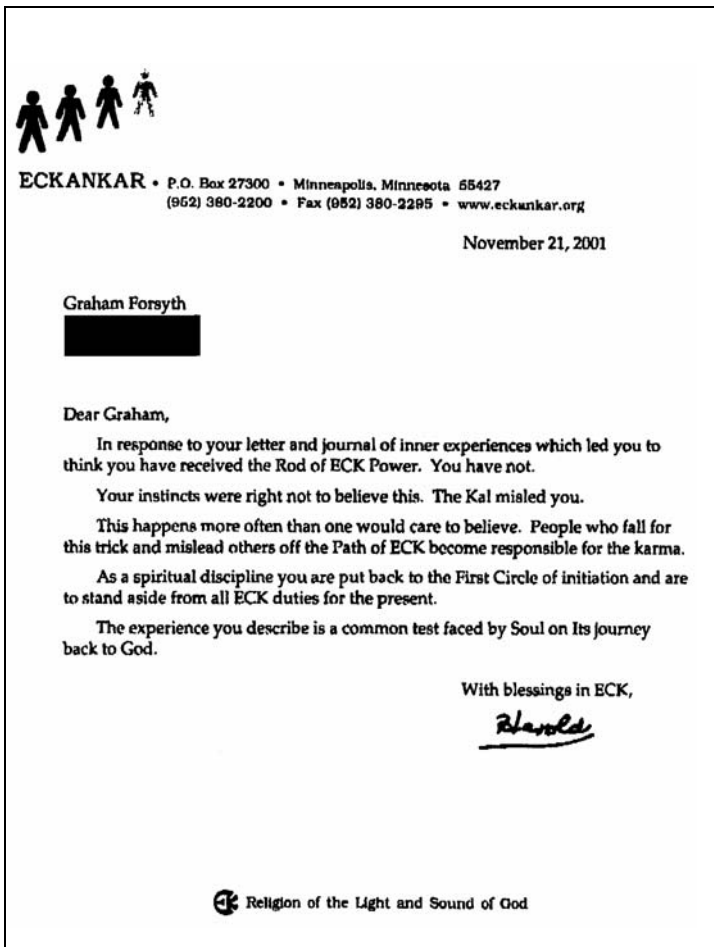 ECKANKAR • P.O. Box 27300 • Minneapolis, Minnesota 55427
(952) 380-2200 • Fax (952) 380-2295 • www.eckankar.org
November 21, 2001
Graham Forsyth
Dear Graham,
In response to your letter and journal of inner experiences which led you to
think you have received the Rod of ECK Power. You have not.
Your instincts were right not to believe this. The Kal misled you.
This happens more often than one would care to believe. People who fall for
this trick and mislead others off the Path of ECK become responsible for the karma.
As a spiritual discipline you are put back to the First Circle of initiation and are
to stand aside from all ECK duties for the present.
The experience you describe is a common test faced by Soul on Its journey
back to God.
With blessings in ECK,
Harold
Religion of the Light and Sound of God